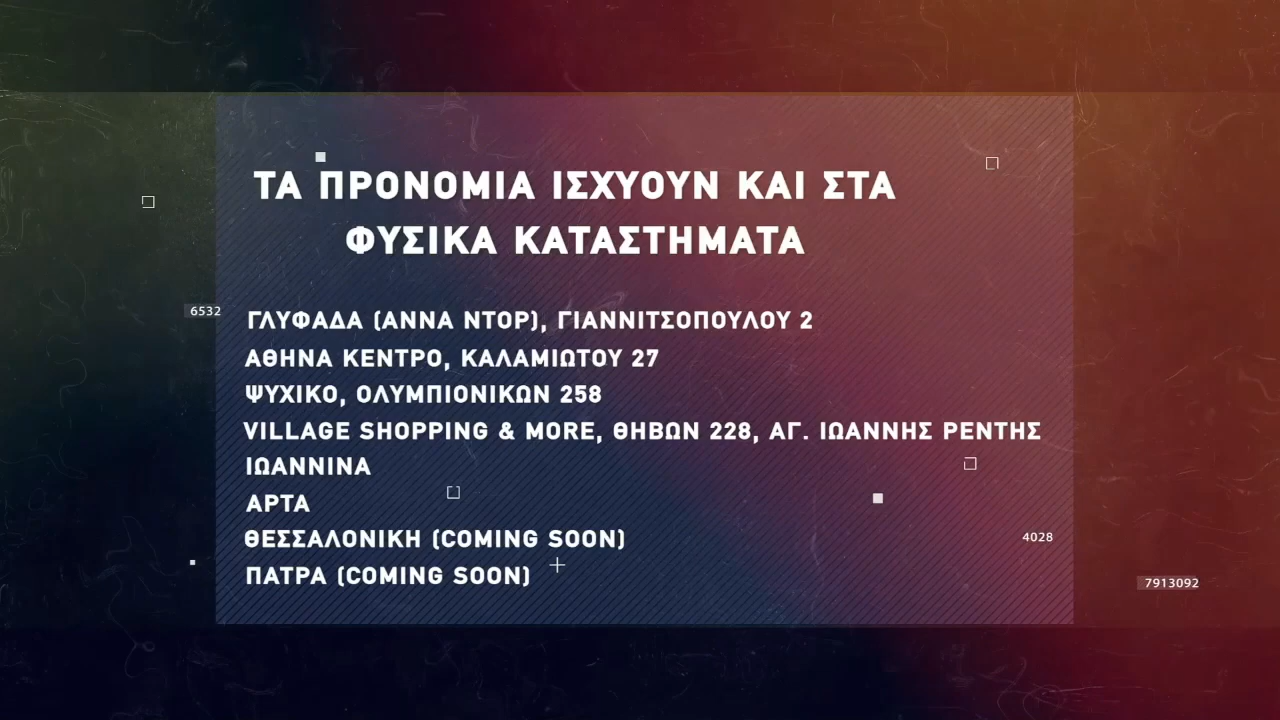 ΤΑ ΠΡΟΝΟΜΙΑ ΙΣΧΥΟΥΝ ΚΑΙ ΣΤΑ
ΦΥΣΙΚΑ ΚΑΤΑΣΤΗΜΑΤΑ
6532
ΓΛΥΦΑΔΑ (ΑΝΝΑ ΝΤΟΡ), ΓΙΑΝΝΙΤΣΟΠΟΥΛΟΥ 2
ΑΘΗΝΑ ΚΕΝΤΡΟ, ΚΑΛΑΜΙΩΤΟΥ 27
ΨΥΧΙΚΟ, ΟΛΥΜΠΙΟΝΙΚΩΝ 258
VILLAGE SHOPPING & MORE, ΘΗΒΩΝ 228, ΑΓ. ΙΩΑΝΝΗΣ ΡΕΝΤΗΣ
ΙΩΑΝΝΙΝΑ
ΑΡΤΑ
ΘΕΣΣΑΛΟΝΙΚΗ (COMING SOON)
4028
ΠΑΤΡΑ (COMING SOON)
7913092